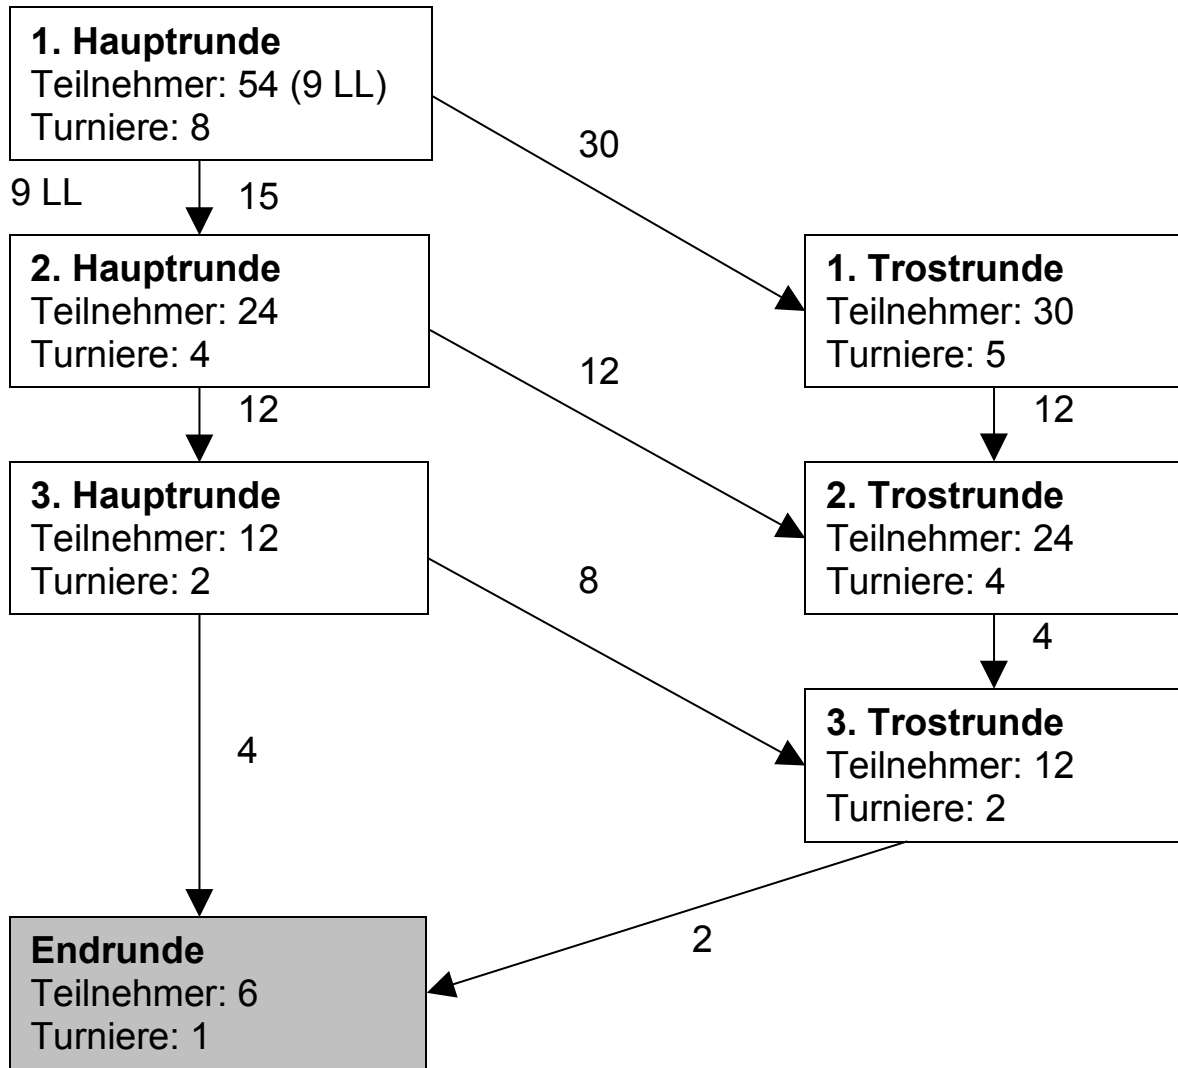 1. Hauptrunde
Teilnehmer: 54 (9 LL)
Turniere: 8
30
9 LL
15
2. Hauptrunde
Teilnehmer: 24
Turniere: 4
1. Trostrunde
Teilnehmer: 30
Turniere: 5
12
12
12
3. Hauptrunde
Teilnehmer: 12
Turniere: 2
2. Trostrunde
Teilnehmer: 24
Turniere: 4
8
4
3. Trostrunde
Teilnehmer: 12
Turniere: 2
4
2
Endrunde
Teilnehmer: 6
Turniere: 1